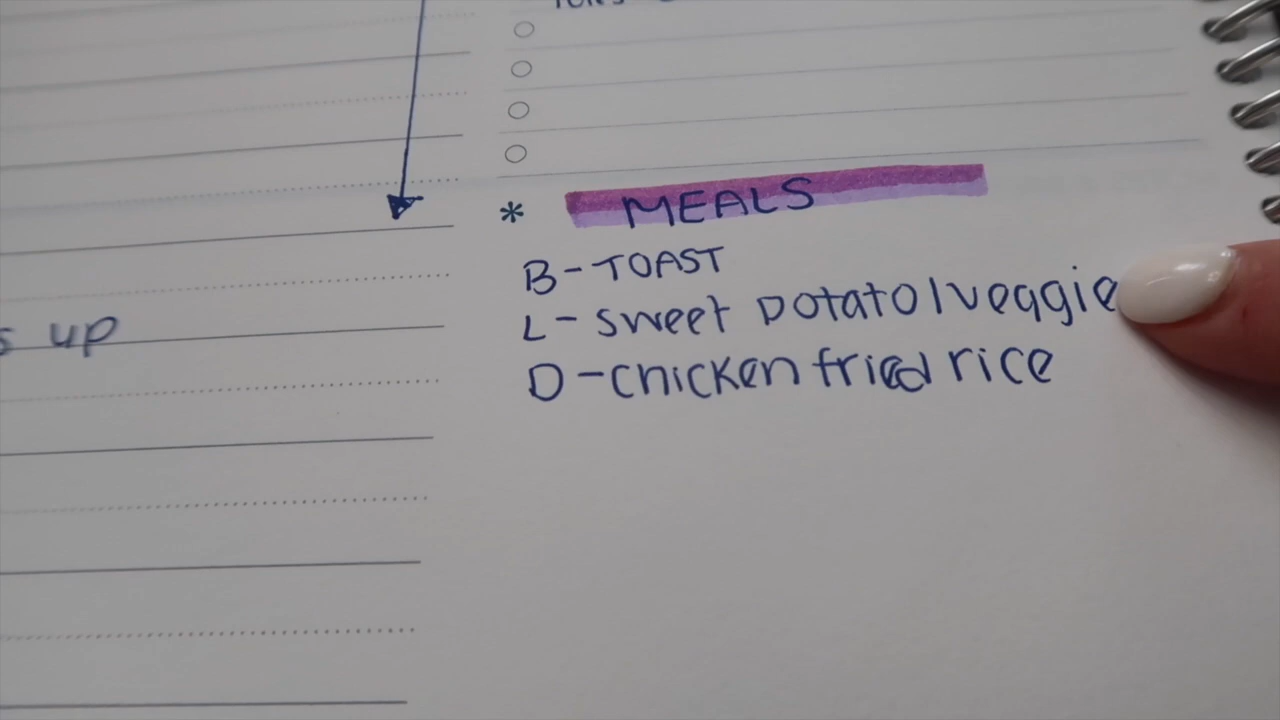 s up
* MEALS
B - TOAST
L - sweet potato/veggie
D - chicken fried rice